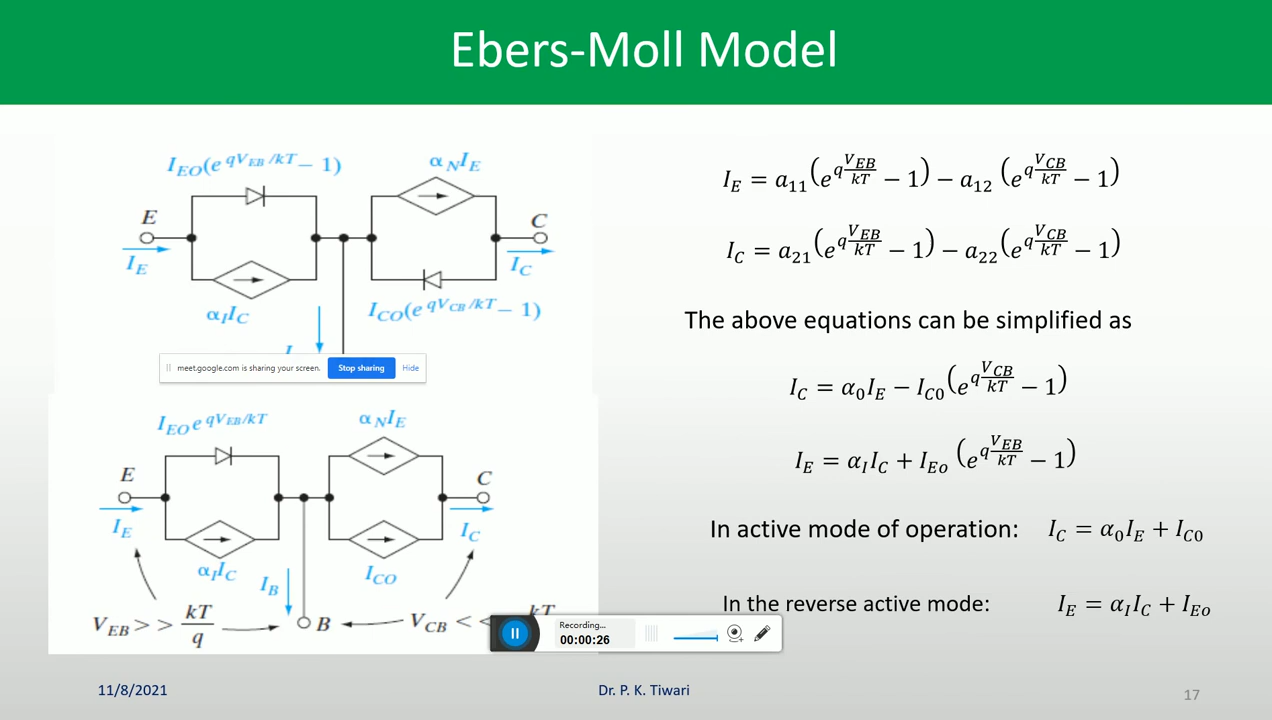 Ebers-Moll Model
I_EO(e^{qV_EB/kT} − 1)
α_N I_E
E
C
I_E
I_C
α_I I_C
I_CO(e^{qV_CB/kT} − 1)
meet.google.com is sharing your screen.
Stop sharing
Hide
I_EO e^{qV_EB/kT}
α_N I_E
E
C
I_E
I_C
α_I I_C
I_B
I_CO
V_EB >> kT/q
B
V_CB < < kT
Recording...
00:00:26
I_E = a_11(e^{q V_EB/kT} − 1) − a_12 (e^{q V_CB/kT} − 1)
I_C = a_21(e^{q V_EB/kT} − 1) − a_22(e^{q V_CB/kT} − 1)
The above equations can be simplified as
I_C = α_0 I_E − I_C0(e^{q V_CB/kT} − 1)
I_E = α_I I_C + I_Eo (e^{q V_EB/kT} − 1)
In active mode of operation: I_C = α_0 I_E + I_C0
In the reverse active mode: I_E = α_I I_C + I_Eo
11/8/2021
Dr. P. K. Tiwari
17